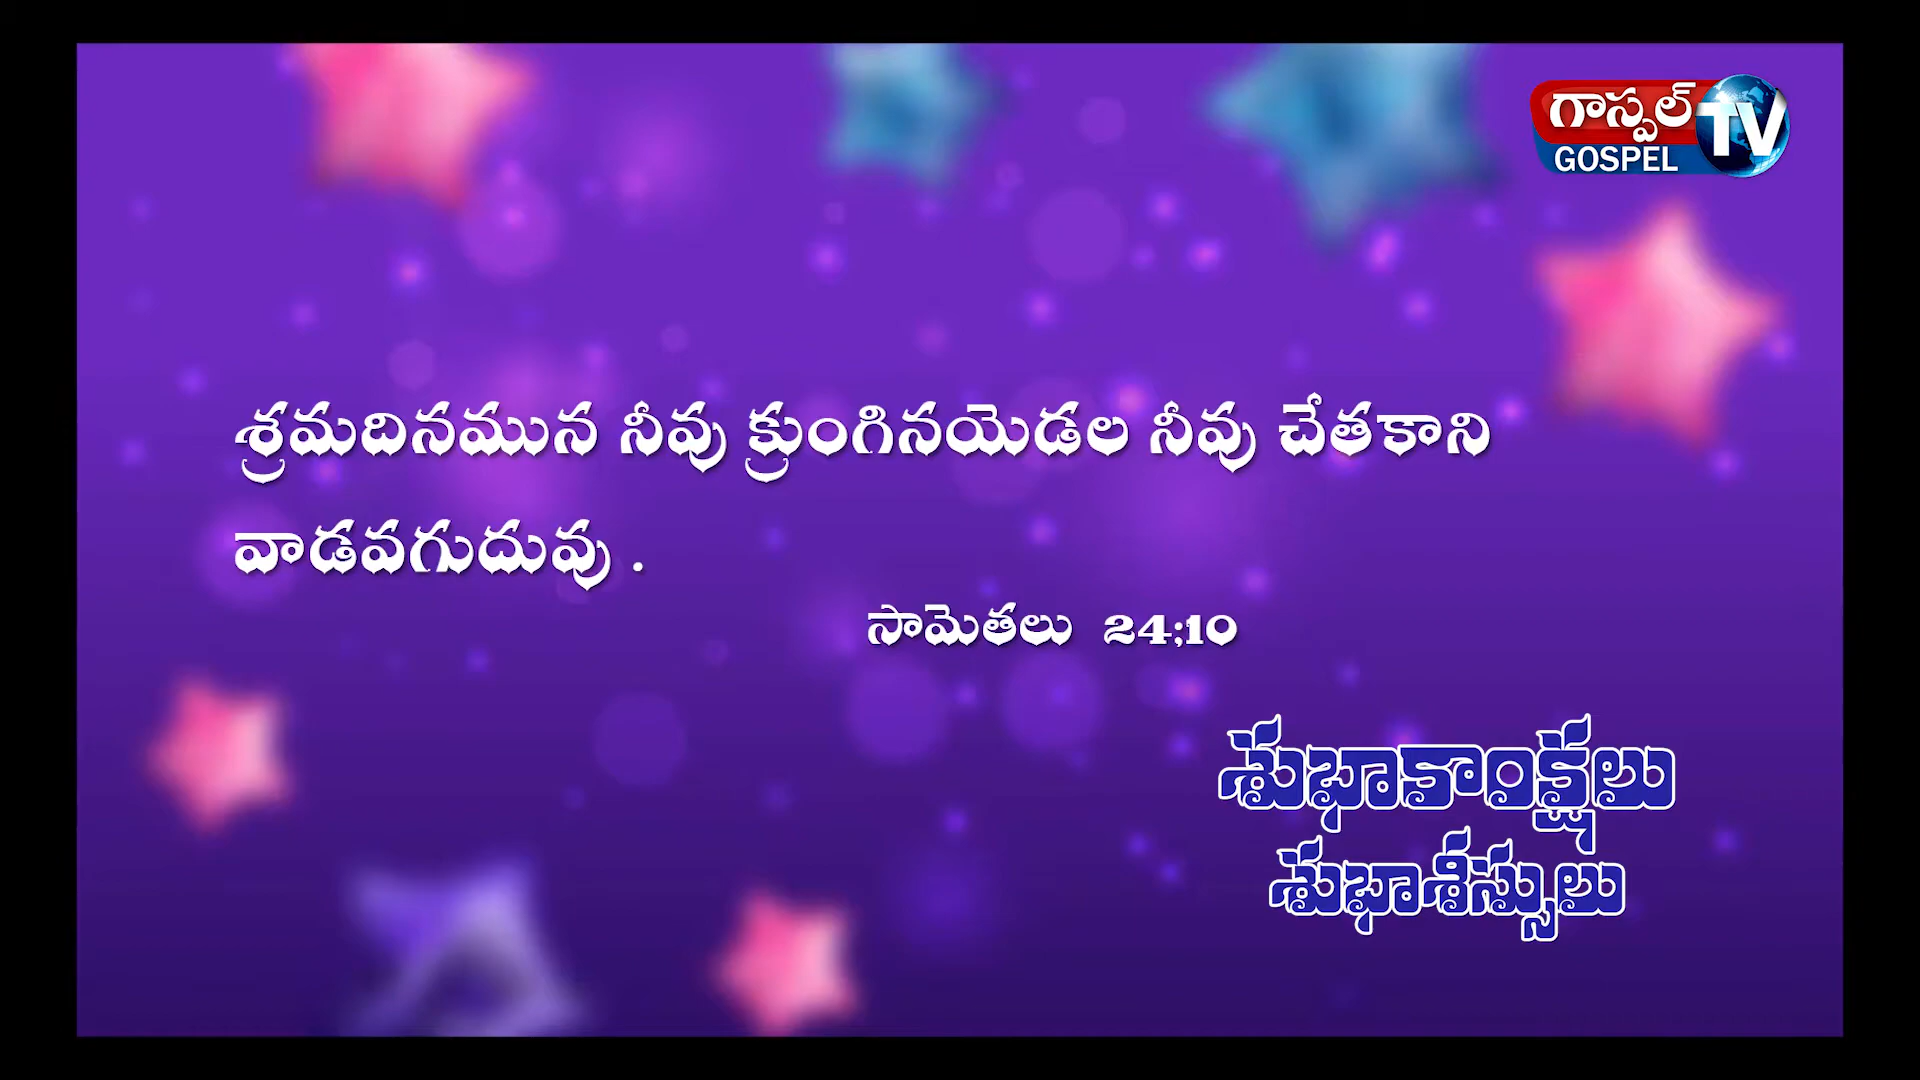 గాస్పల్ TV
GOSPEL
శ్రమదినమున నీవు క్రుంగినయెడల నీవు చేతకాని
వాడవగుదువు .
సామెతలు 24;10
శుభాకాంక్షలు
శుభాశీస్సులు